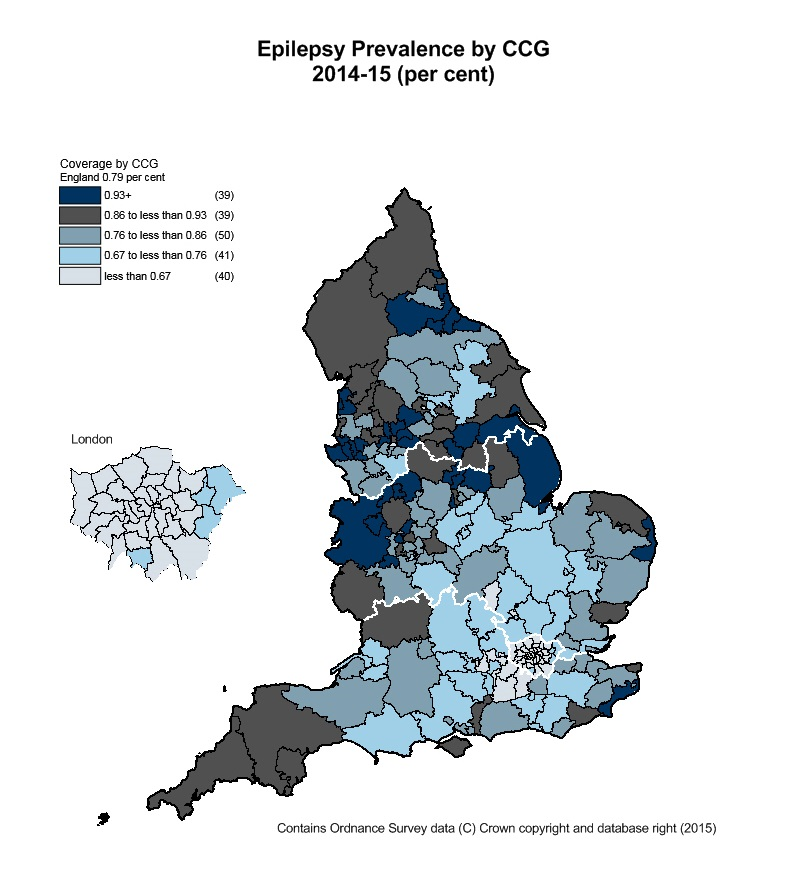 Epilepsy Prevalence by CCG
2014-15 (per cent)
Coverage by CCG
England 0.79 per cent
0.93+ (39)
0.86 to less than 0.93 (39)
0.76 to less than 0.86 (50)
0.67 to less than 0.76 (41)
less than 0.67 (40)
London
Contains Ordnance Survey data (C) Crown copyright and database right (2015)